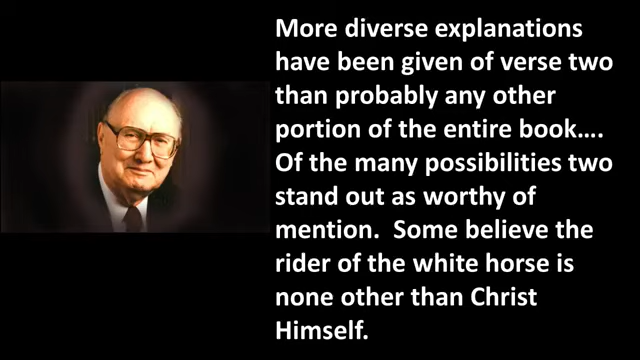 More diverse explanations
have been given of verse two
than probably any other
portion of the entire book....
Of the many possibilities two
stand out as worthy of
mention.  Some believe the
rider of the white horse is
none other than Christ
Himself.